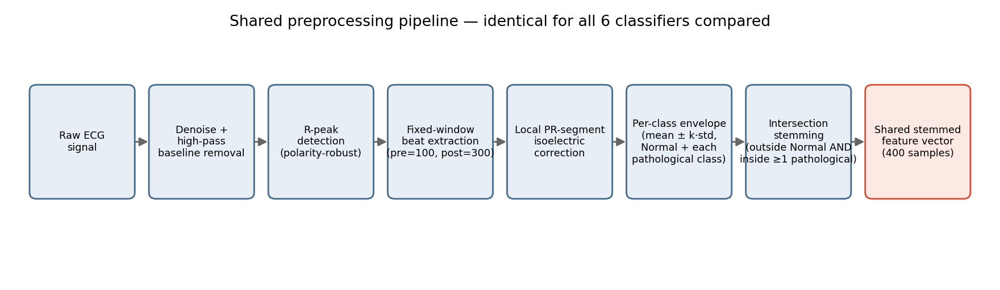 Shared preprocessing pipeline — identical for all 6 classifiers compared
Raw ECG
signal
Denoise +
high-pass
baseline removal
R-peak
detection
(polarity-robust)
Fixed-window
beat extraction
(pre=100, post=300)
Local PR-segment
isoelectric
correction
Per-class envelope
(mean ± k·std,
Normal + each
pathological class)
Intersection
stemming
(outside Normal AND
inside ≥1 pathological)
Shared stemmed
feature vector
(400 samples)